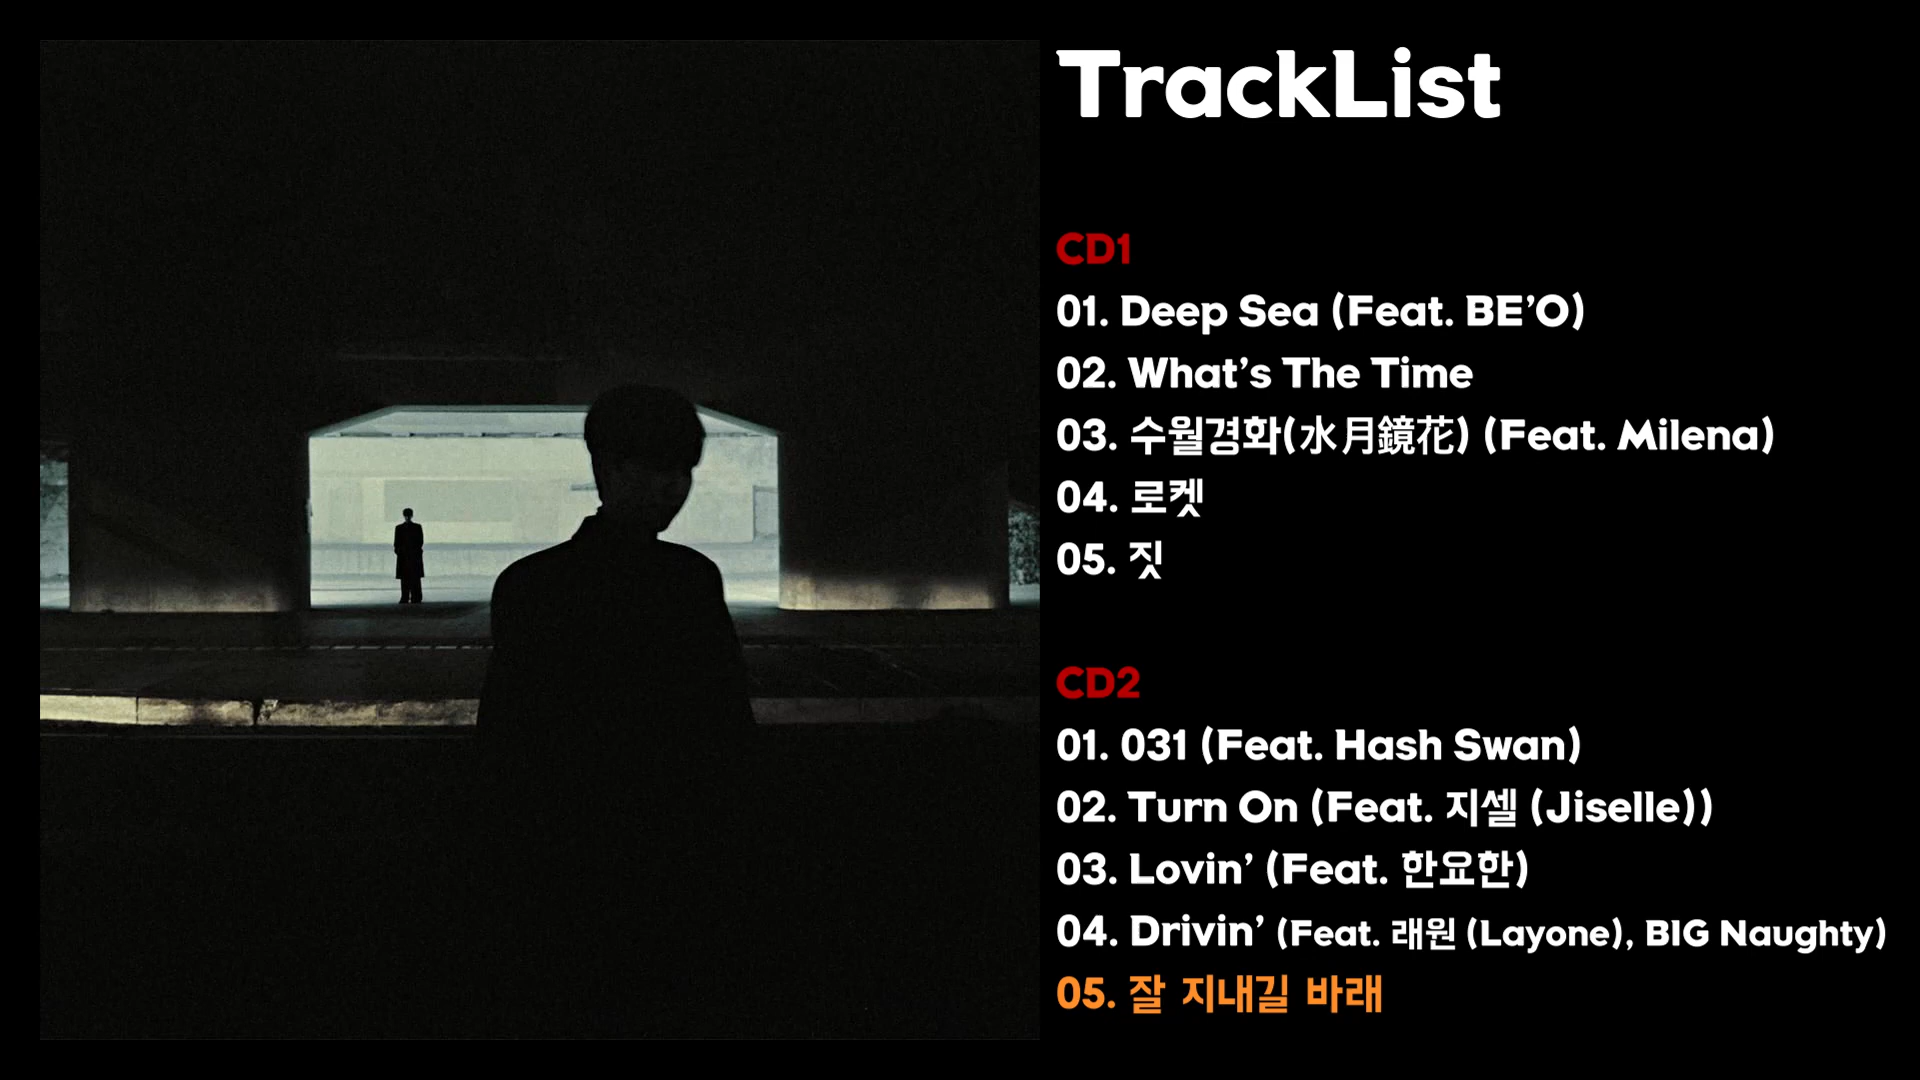 TrackList
CD1
01. Deep Sea (Feat. BE’O)
02. What’s The Time
03. 수월경화(水月鏡花) (Feat. Milena)
04. 로켓
05. 짓
CD2
01. 031 (Feat. Hash Swan)
02. Turn On (Feat. 지셀 (Jiselle))
03. Lovin’ (Feat. 한요한)
04. Drivin’ (Feat. 래원 (Layone), BIG Naughty)
05. 잘 지내길 바래